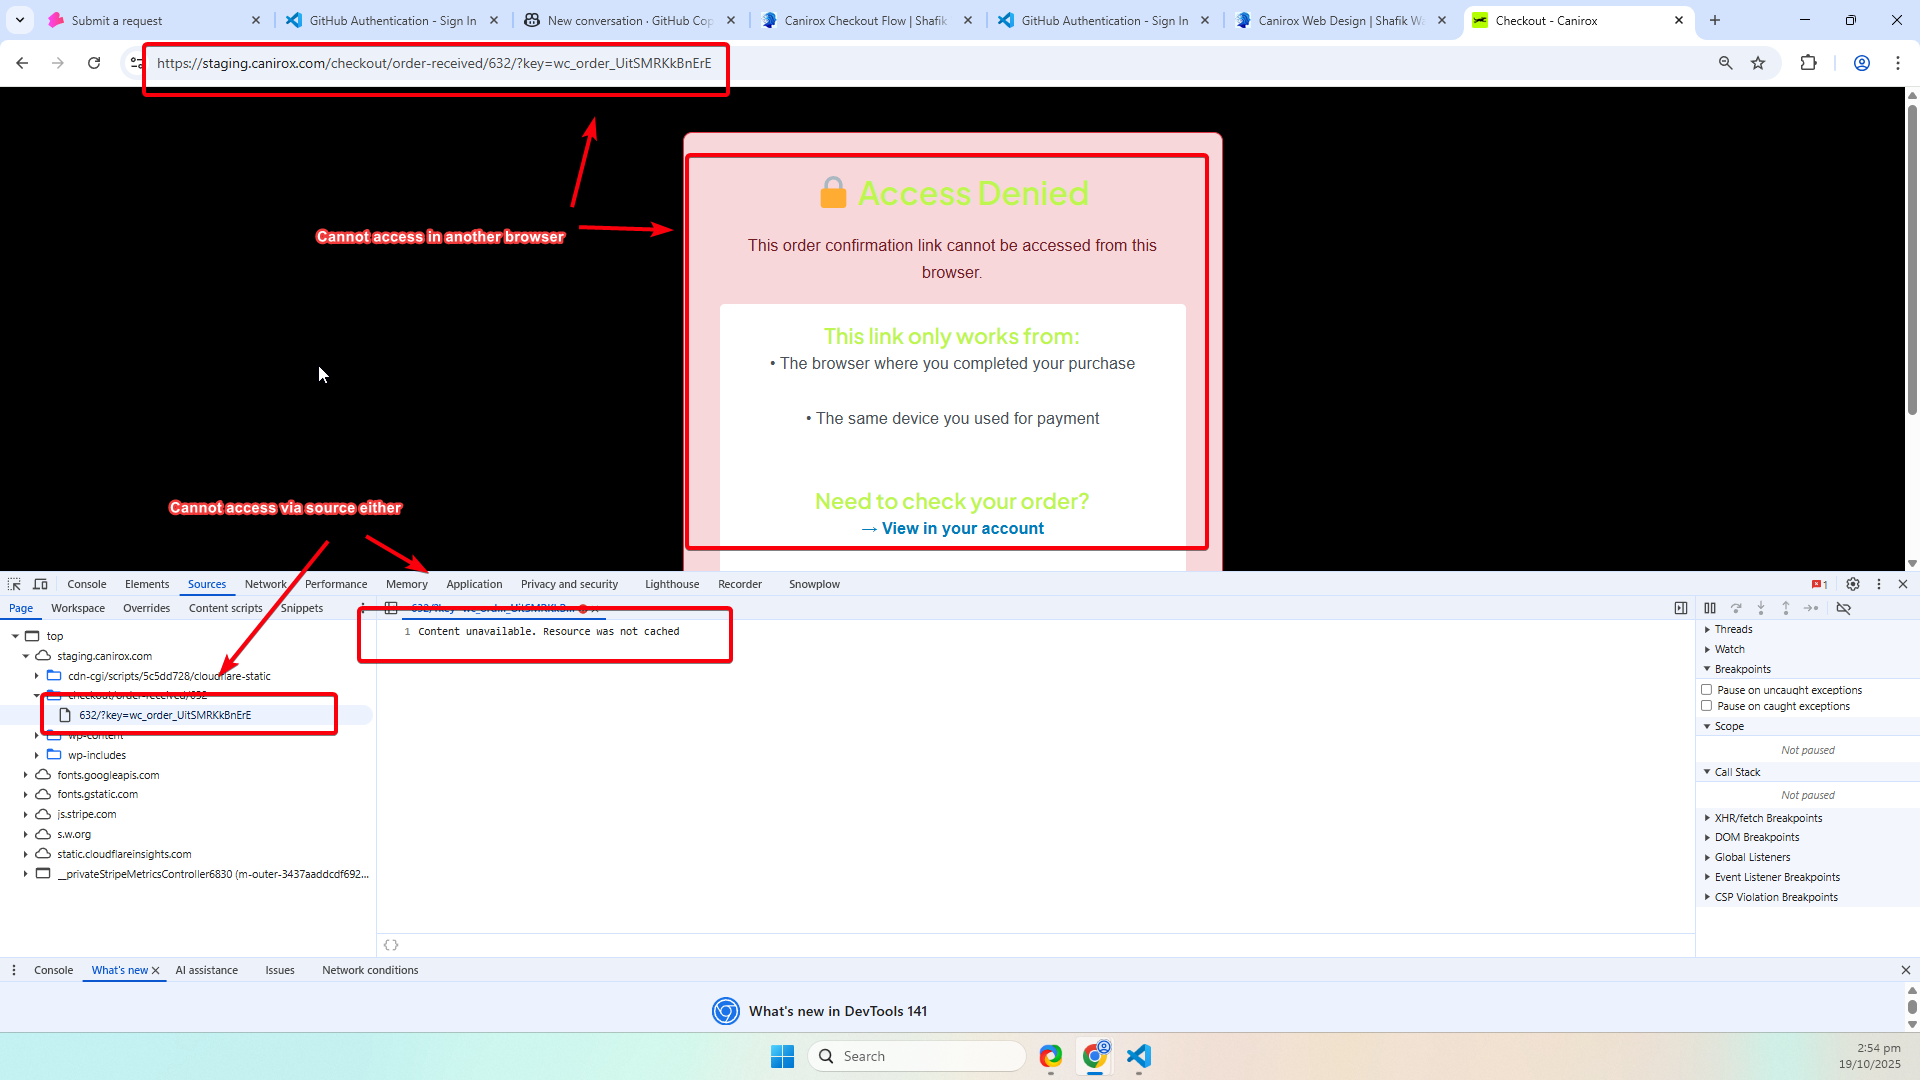 Submit a request
GitHub Authentication - Sign In
New conversation · GitHub Cop
Canirox Checkout Flow | Shafik
GitHub Authentication - Sign In
Canirox Web Design | Shafik Wa
Checkout - Canirox
https://staging.canirox.com/checkout/order-received/632/?key=wc_order_UitSMRKkBnErE
Cannot access in another browser
🔒 Access Denied
This order confirmation link cannot be accessed from this
browser.
This link only works from:
• The browser where you completed your purchase
• The same device you used for payment
Need to check your order?
→ View in your account
Cannot access via source either
Console Elements Sources Network Performance Memory Application Privacy and security Lighthouse Recorder Snowplow
1
Page Workspace Overrides Content scripts Snippets
632/?key=wc_ord..._UitSMRKkB...
top
staging.canirox.com
cdn-cgi/scripts/5c5dd728/cloudflare-static
checkout/order-received/632
632/?key=wc_order_UitSMRKkBnErE
wp-content
wp-includes
fonts.googleapis.com
fonts.gstatic.com
js.stripe.com
s.w.org
static.cloudflareinsights.com
__privateStripeMetricsController6830 (m-outer-3437aaddcdf692...
1 Content unavailable. Resource was not cached
{}
Threads
Watch
Breakpoints
Pause on uncaught exceptions
Pause on caught exceptions
Scope
Not paused
Call Stack
Not paused
XHR/fetch Breakpoints
DOM Breakpoints
Global Listeners
Event Listener Breakpoints
CSP Violation Breakpoints
Console What's new AI assistance Issues Network conditions
What's new in DevTools 141
Search
2:54 pm
19/10/2025